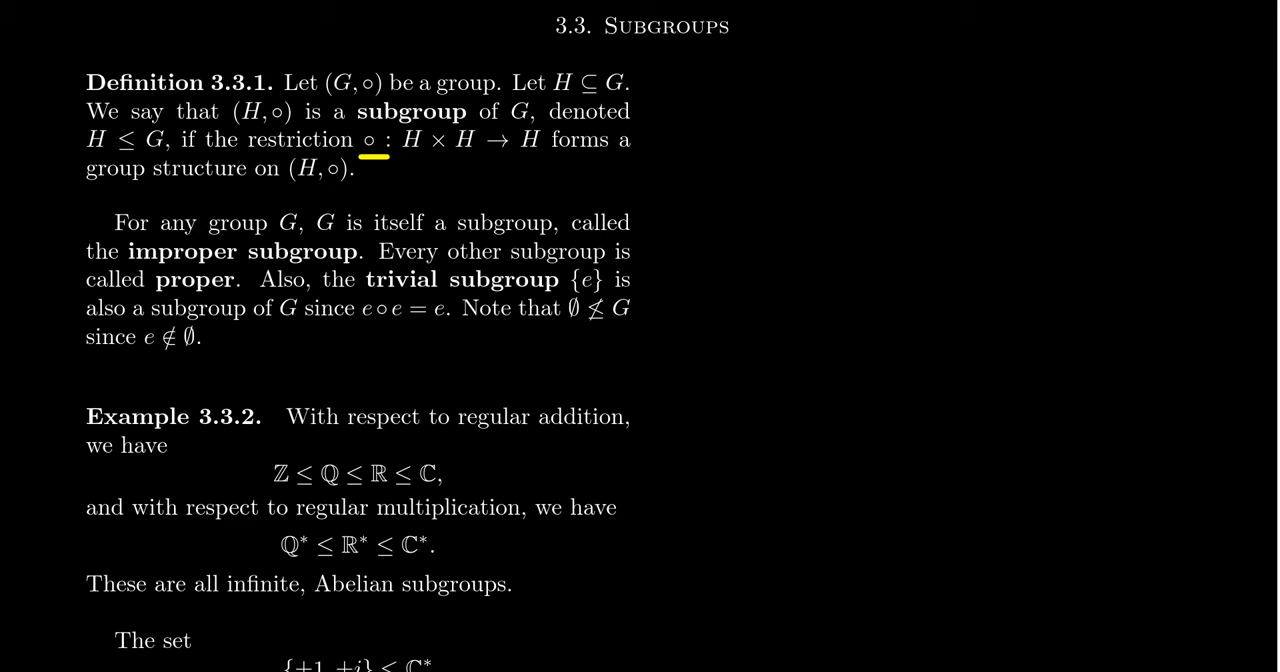 3.3. SUBGROUPS
Definition 3.3.1. Let (G, ∘) be a group. Let H ⊆ G.
We say that (H, ∘) is a subgroup of G, denoted
H ≤ G, if the restriction ∘ : H × H → H forms a
group structure on (H, ∘).
For any group G, G is itself a subgroup, called
the improper subgroup. Every other subgroup is
called proper. Also, the trivial subgroup {e} is
also a subgroup of G since e ∘ e = e. Note that ∅ ≰ G
since e ∉ ∅.
Example 3.3.2. With respect to regular addition,
we have
ℤ ≤ ℚ ≤ ℝ ≤ ℂ,
and with respect to regular multiplication, we have
ℚ* ≤ ℝ* ≤ ℂ*.
These are all infinite, Abelian subgroups.
The set
{±1, ±i} ≤ ℂ*